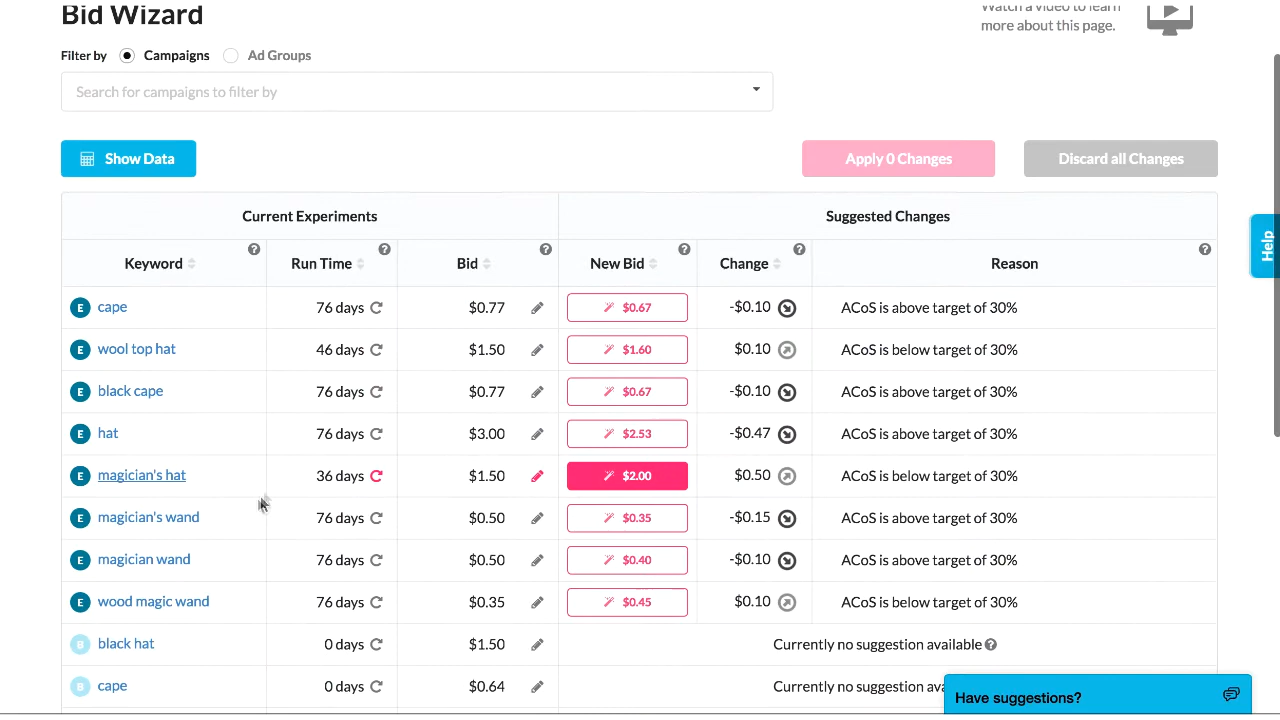 Bid Wizard
Watch a video to learn
more about this page.
Filter by Campaigns Ad Groups
Search for campaigns to filter by
Show Data Apply 0 Changes Discard all Changes
Current Experiments Suggested Changes
Help
Keyword ? Run Time ? Bid ? New Bid ? Change ? Reason ?
E cape 76 days $0.77 $0.67 -$0.10 ACoS is above target of 30%
E wool top hat 46 days $1.50 $1.60 $0.10 ACoS is below target of 30%
E black cape 76 days $0.77 $0.67 -$0.10 ACoS is above target of 30%
E hat 76 days $3.00 $2.53 -$0.47 ACoS is above target of 30%
E magician's hat 36 days $1.50 $2.00 $0.50 ACoS is below target of 30%
E magician's wand 76 days $0.50 $0.35 -$0.15 ACoS is above target of 30%
E magician wand 76 days $0.50 $0.40 -$0.10 ACoS is above target of 30%
E wood magic wand 76 days $0.35 $0.45 $0.10 ACoS is below target of 30%
B black hat 0 days $1.50 Currently no suggestion available ?
B cape 0 days $0.64 Currently no suggestion ava
Have suggestions?